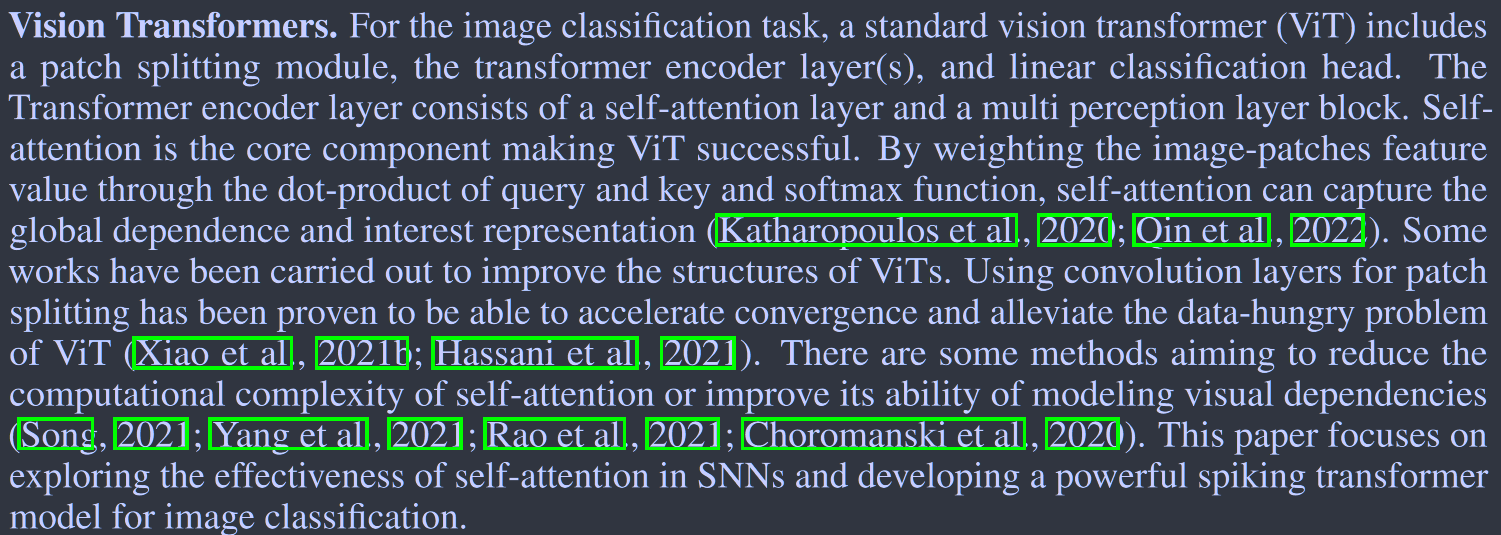 Vision Transformers. For the image classification task, a standard vision transformer (ViT) includes
a patch splitting module, the transformer encoder layer(s), and linear classification head. The
Transformer encoder layer consists of a self-attention layer and a multi perception layer block. Self-
attention is the core component making ViT successful. By weighting the image-patches feature
value through the dot-product of query and key and softmax function, self-attention can capture the
global dependence and interest representation (Katharopoulos et al., 2020; Qin et al., 2022). Some
works have been carried out to improve the structures of ViTs. Using convolution layers for patch
splitting has been proven to be able to accelerate convergence and alleviate the data-hungry problem
of ViT (Xiao et al., 2021b; Hassani et al., 2021). There are some methods aiming to reduce the
computational complexity of self-attention or improve its ability of modeling visual dependencies
(Song, 2021; Yang et al., 2021; Rao et al., 2021; Choromanski et al., 2020). This paper focuses on
exploring the effectiveness of self-attention in SNNs and developing a powerful spiking transformer
model for image classification.